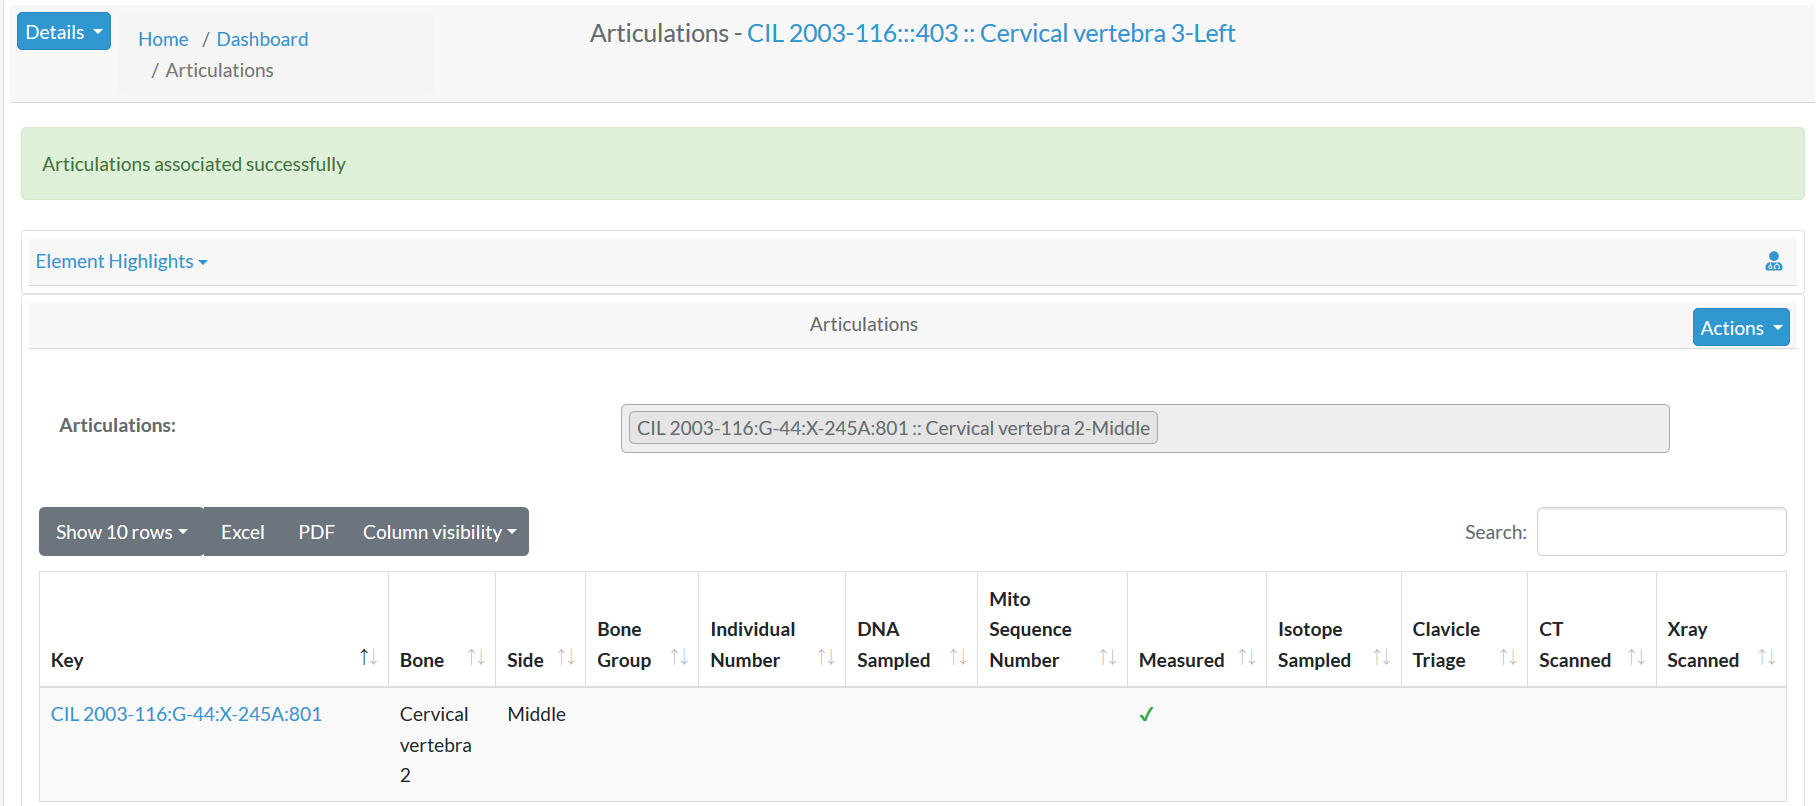 Details
Home / Dashboard
/ Articulations
Articulations - CIL 2003-116:::403 :: Cervical vertebra 3-Left
Articulations associated successfully
Element Highlights
Articulations
Actions
Articulations:
CIL 2003-116:G-44:X-245A:801 :: Cervical vertebra 2-Middle
Show 10 rows Excel PDF Column visibility
Search:
Key
Bone
Side
Bone
Group
Individual
Number
DNA
Sampled
Mito
Sequence
Number
Measured
Isotope
Sampled
Clavicle
Triage
CT
Scanned
Xray
Scanned
CIL 2003-116:G-44:X-245A:801
Cervical
vertebra
2
Middle